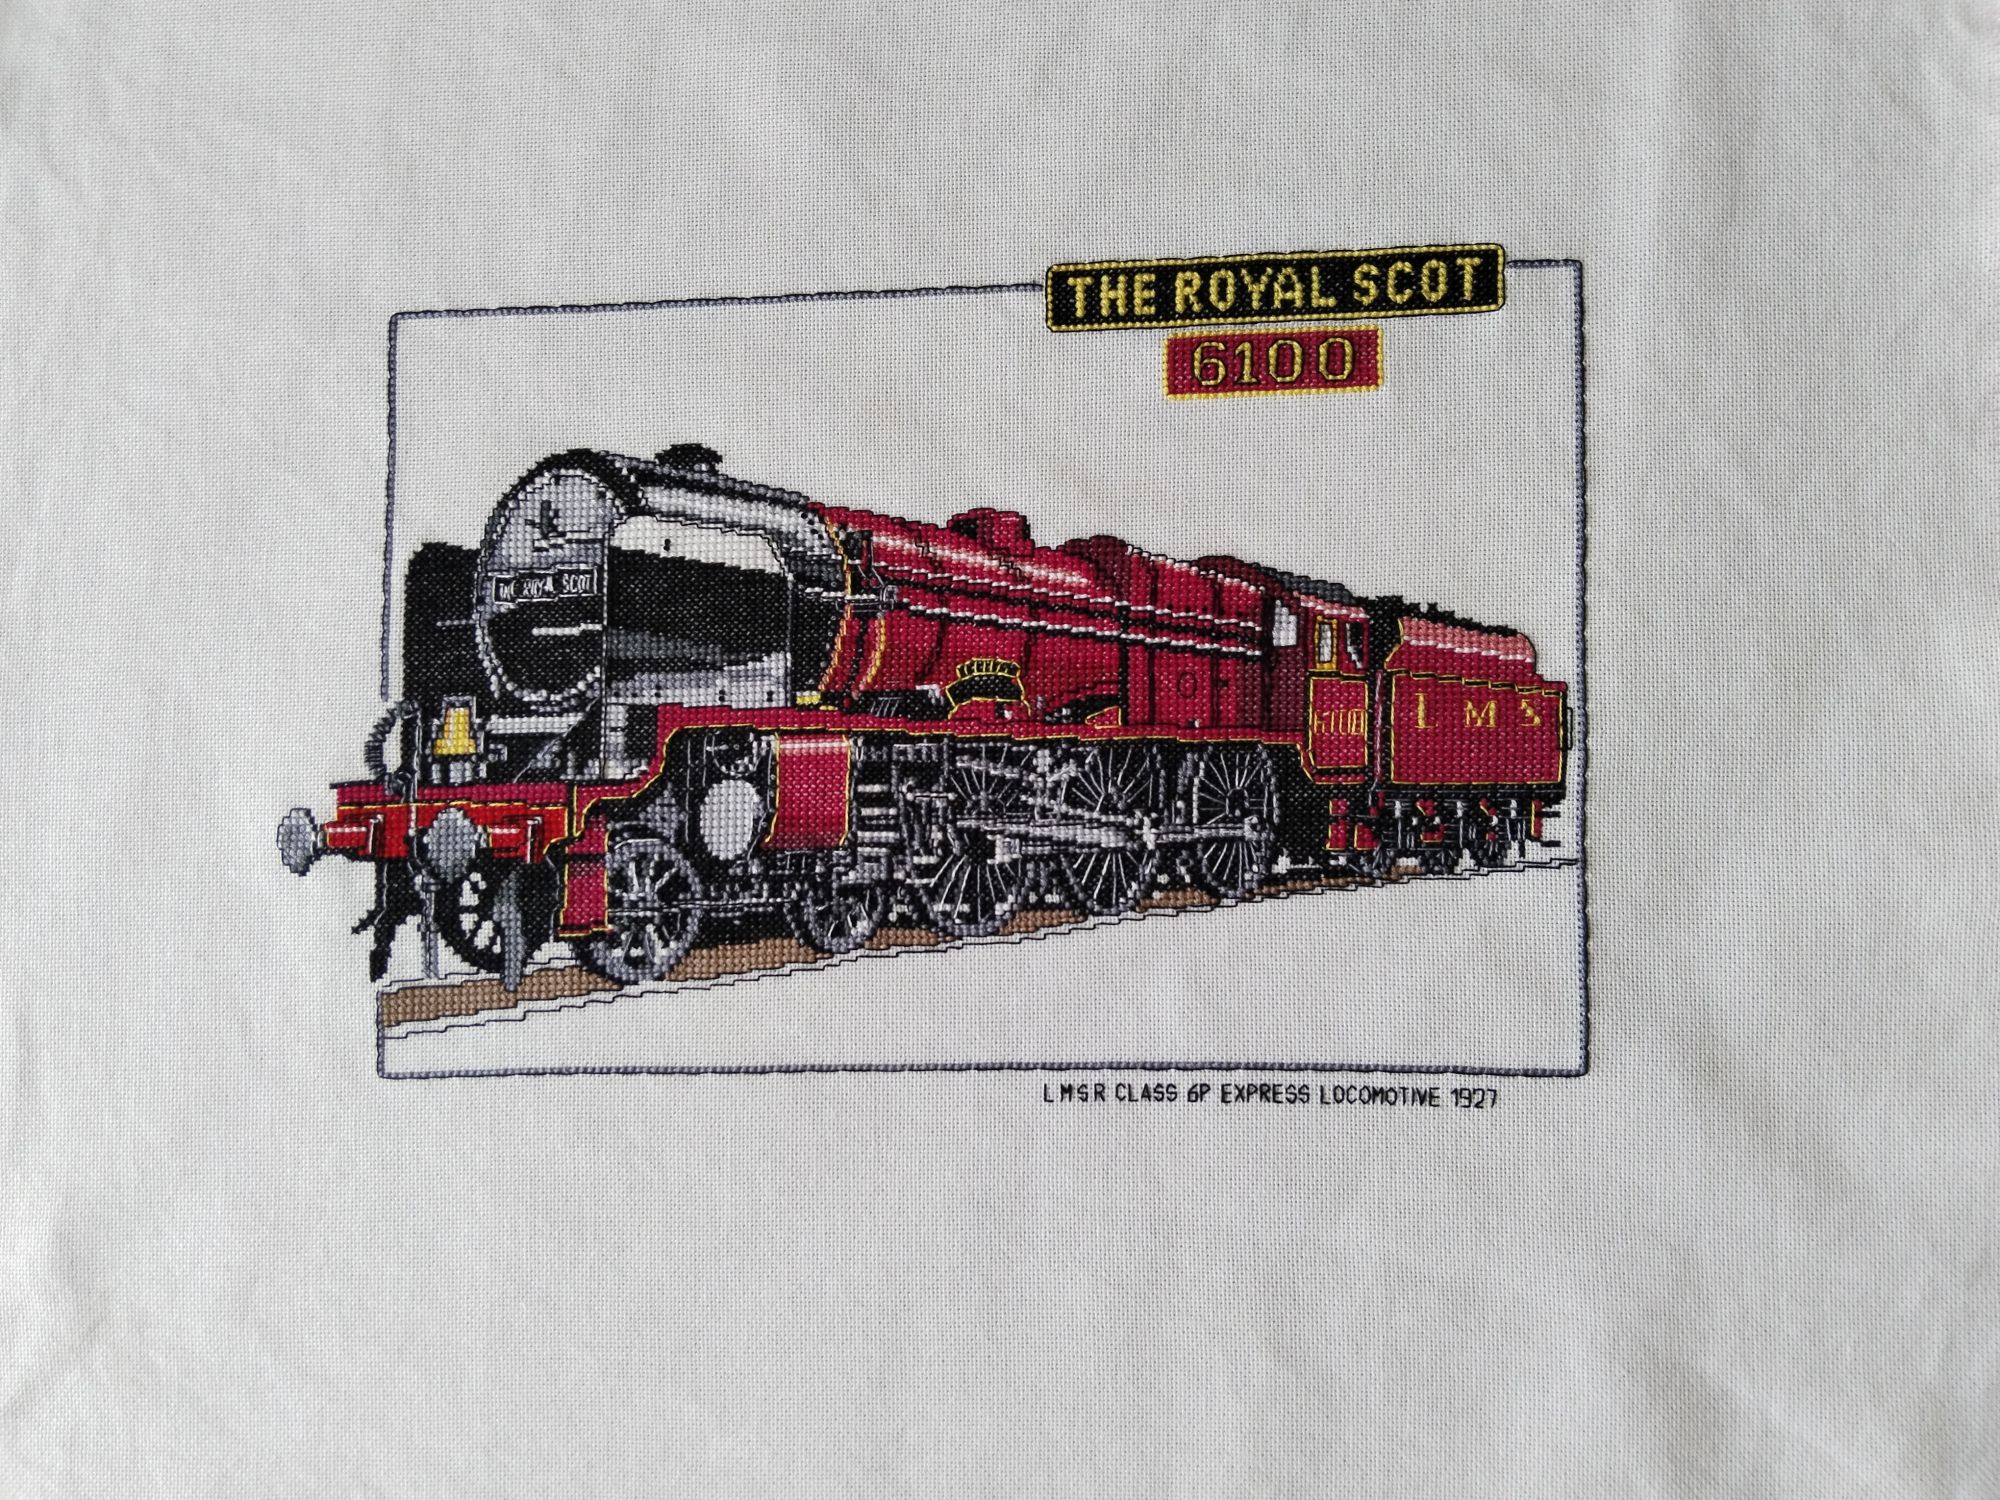 THE ROYAL SCOT
6100
THE ROYAL SCOT
6100
L M S
L M S R CLASS 6P EXPRESS LOCOMOTIVE 1927